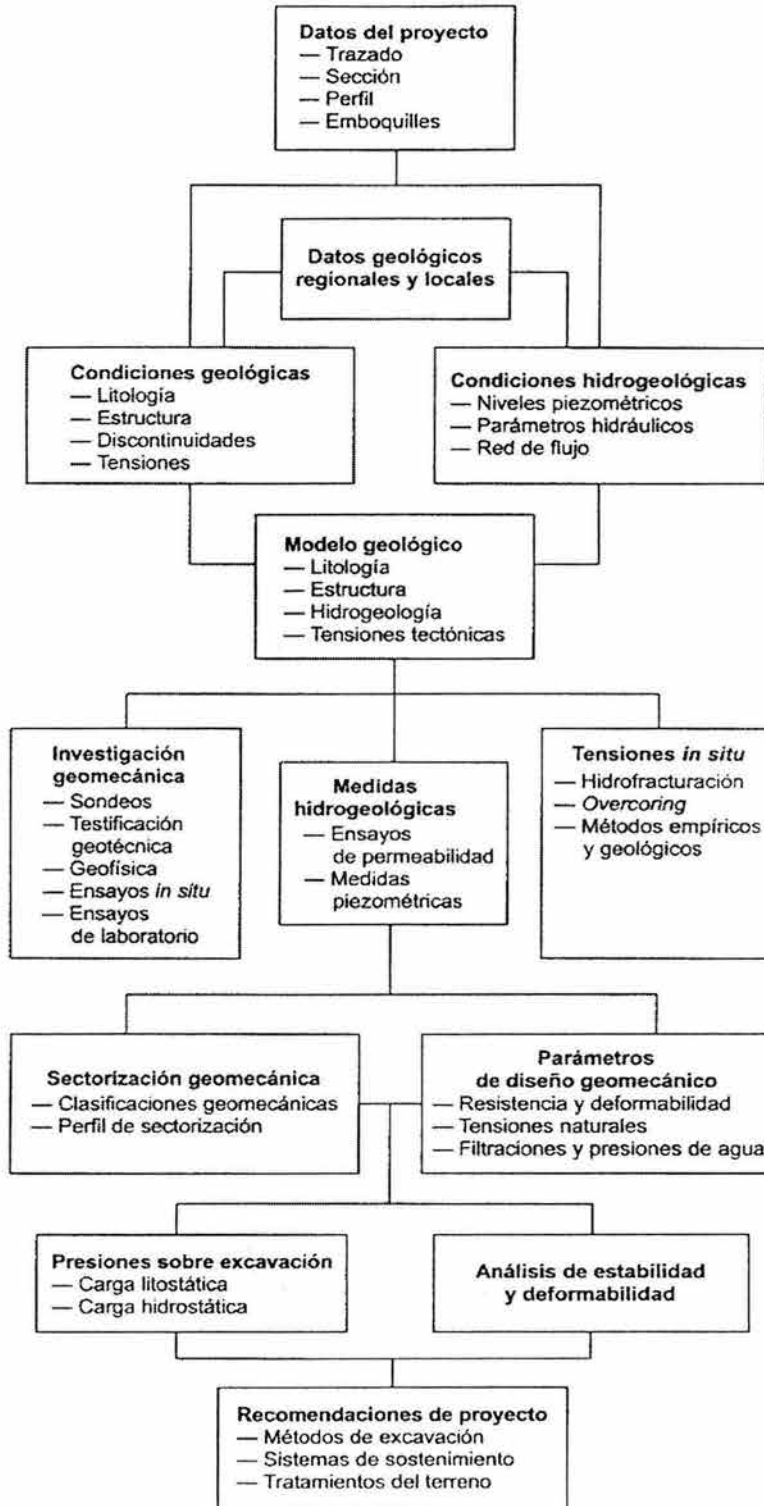 Datos del proyecto
— Trazado
— Sección
— Perfil
— Emboquilles
Datos geológicos
regionales y locales
Condiciones geológicas
— Litología
— Estructura
— Discontinuidades
— Tensiones
Condiciones hidrogeológicas
— Niveles piezométricos
— Parámetros hidráulicos
— Red de flujo
Modelo geológico
— Litología
— Estructura
— Hidrogeología
— Tensiones tectónicas
Investigación
geomecánica
— Sondeos
— Testificación
geotécnica
— Geofísica
— Ensayos in situ
— Ensayos
de laboratorio
Medidas
hidrogeológicas
— Ensayos
de permeabilidad
— Medidas
piezométricas
Tensiones in situ
— Hidrofracturación
— Overcoring
— Métodos empíricos
y geológicos
Sectorización geomecánica
— Clasificaciones geomecánicas
— Perfil de sectorización
Parámetros
de diseño geomecánico
— Resistencia y deformabilidad
— Tensiones naturales
— Filtraciones y presiones de agua
Presiones sobre excavación
— Carga litostática
— Carga hidrostática
Análisis de estabilidad
y deformabilidad
Recomendaciones de proyecto
— Métodos de excavación
— Sistemas de sostenimiento
— Tratamientos del terreno